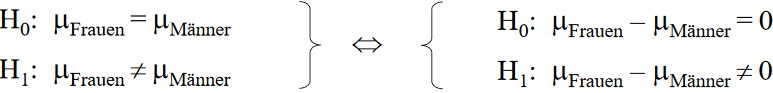 H₀: μFrauen = μMänner ⇔ H₀: μFrauen – μMänner = 0
H₁: μFrauen ≠ μMänner H₁: μFrauen – μMänner ≠ 0